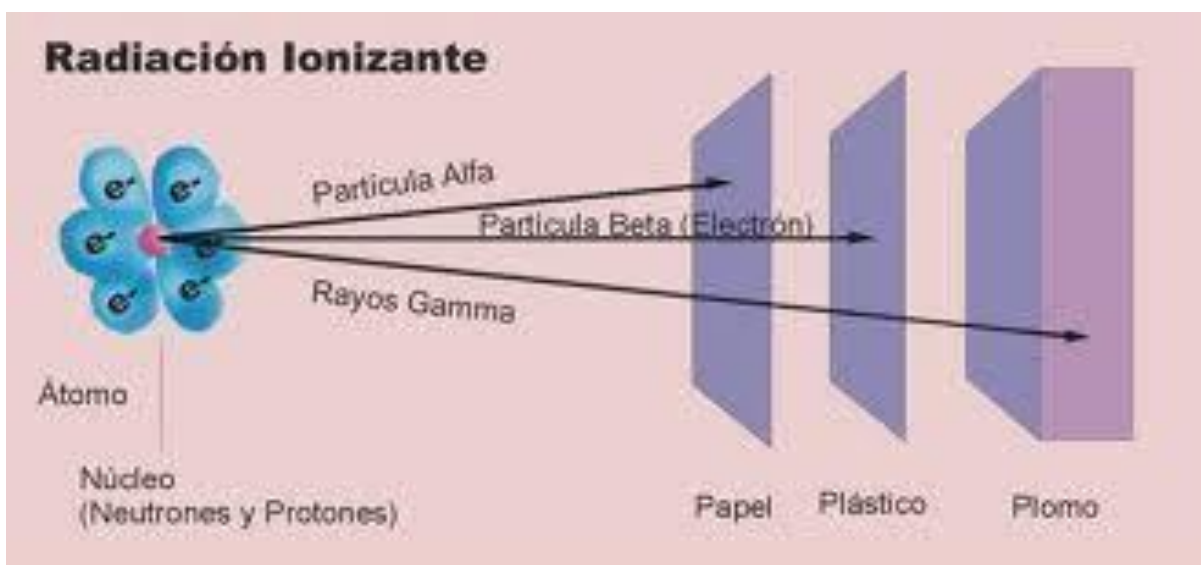 Radiación Ionizante
e-
e-
e-
e-
e-
e-
Partícula Alfa
Partícula Beta (Electrón)
Rayos Gamma
Átomo
Núcleo
(Neutrones y Protones)
Papel
Plástico
Plomo